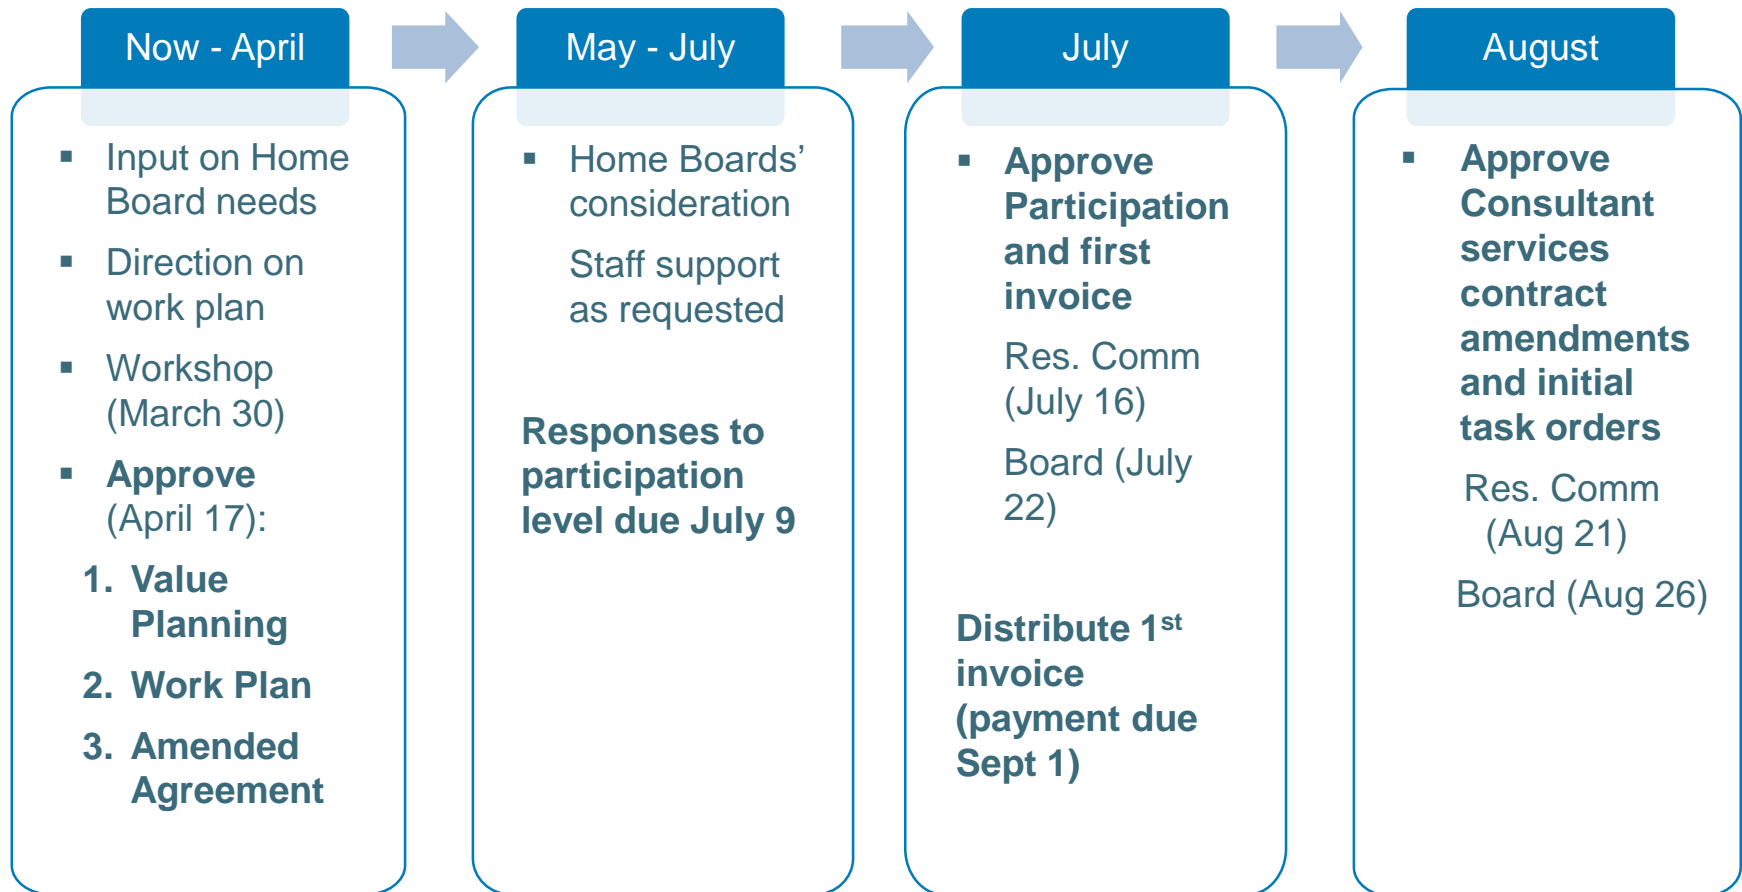 Now - April
▪ Input on Home
Board needs
▪ Direction on
work plan
▪ Workshop
(March 30)
▪ Approve
(April 17):
1. Value
Planning
2. Work Plan
3. Amended
Agreement
May - July
▪ Home Boards’
consideration
Staff support
as requested
Responses to
participation
level due July 9
July
▪ Approve
Participation
and first
invoice
Res. Comm
(July 16)
Board (July
22)
Distribute 1st
invoice
(payment due
Sept 1)
August
▪ Approve
Consultant
services
contract
amendments
and initial
task orders
Res. Comm
(Aug 21)
Board (Aug 26)